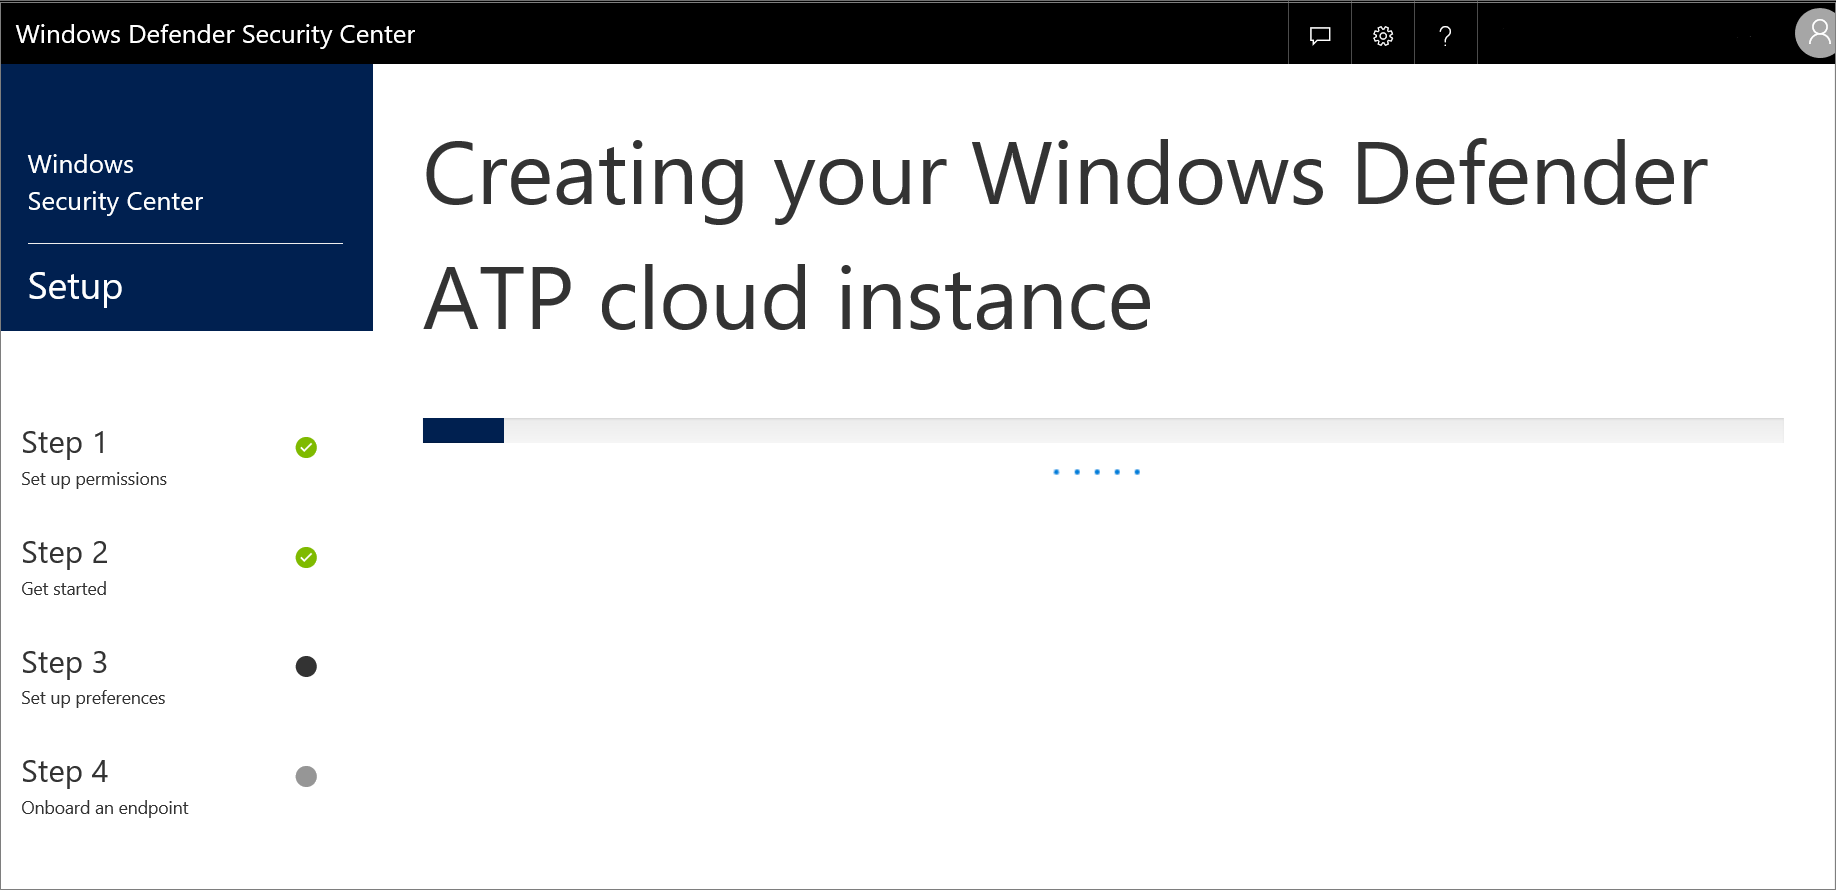 Windows Defender Security Center
?
Windows
Security Center
Setup
Creating your Windows Defender
ATP cloud instance
Step 1
Set up permissions
Step 2
Get started
Step 3
Set up preferences
Step 4
Onboard an endpoint